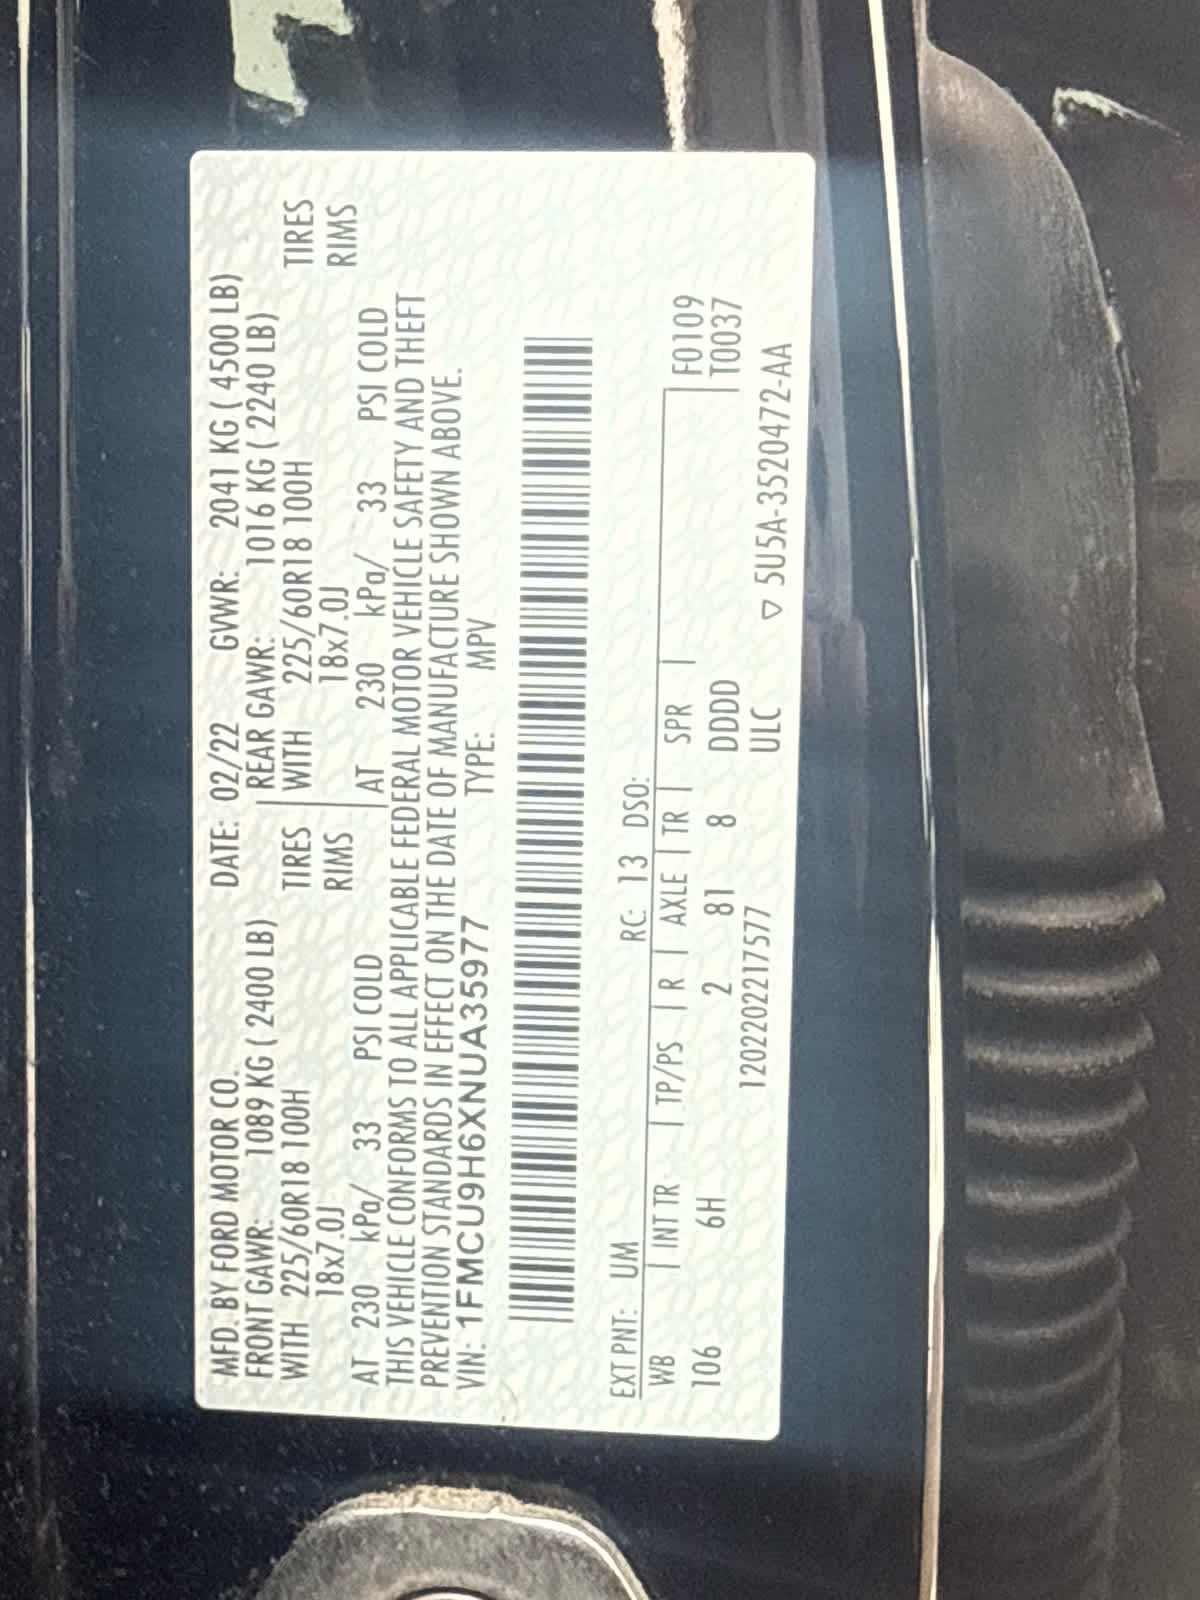 MFD. BY FORD MOTOR CO. DATE: 02/22 GVWR: 2041 KG ( 4500 LB)
FRONT GAWR: 1089 KG ( 2400 LB) REAR GAWR: 1016 KG ( 2240 LB)
WITH 225/60R18 100H TIRES WITH 225/60R18 100H TIRES
18x7.0J RIMS 18x7.0J RIMS
AT 230 kPa/ 33 PSI COLD AT 230 kPa/ 33 PSI COLD
THIS VEHICLE CONFORMS TO ALL APPLICABLE FEDERAL MOTOR VEHICLE SAFETY AND THEFT
PREVENTION STANDARDS IN EFFECT ON THE DATE OF MANUFACTURE SHOWN ABOVE.
VIN: 1FMCU9H6XNUA35977 TYPE: MPV
EXT PNT: UM RC: 13 DSO:
WB | INT TR | TP/PS | R | AXLE | TR | SPR | F0109
106 6H 2 81 8 DDDD T0037
1202202217577 ULC ▽ 5U5A-3520472-AA